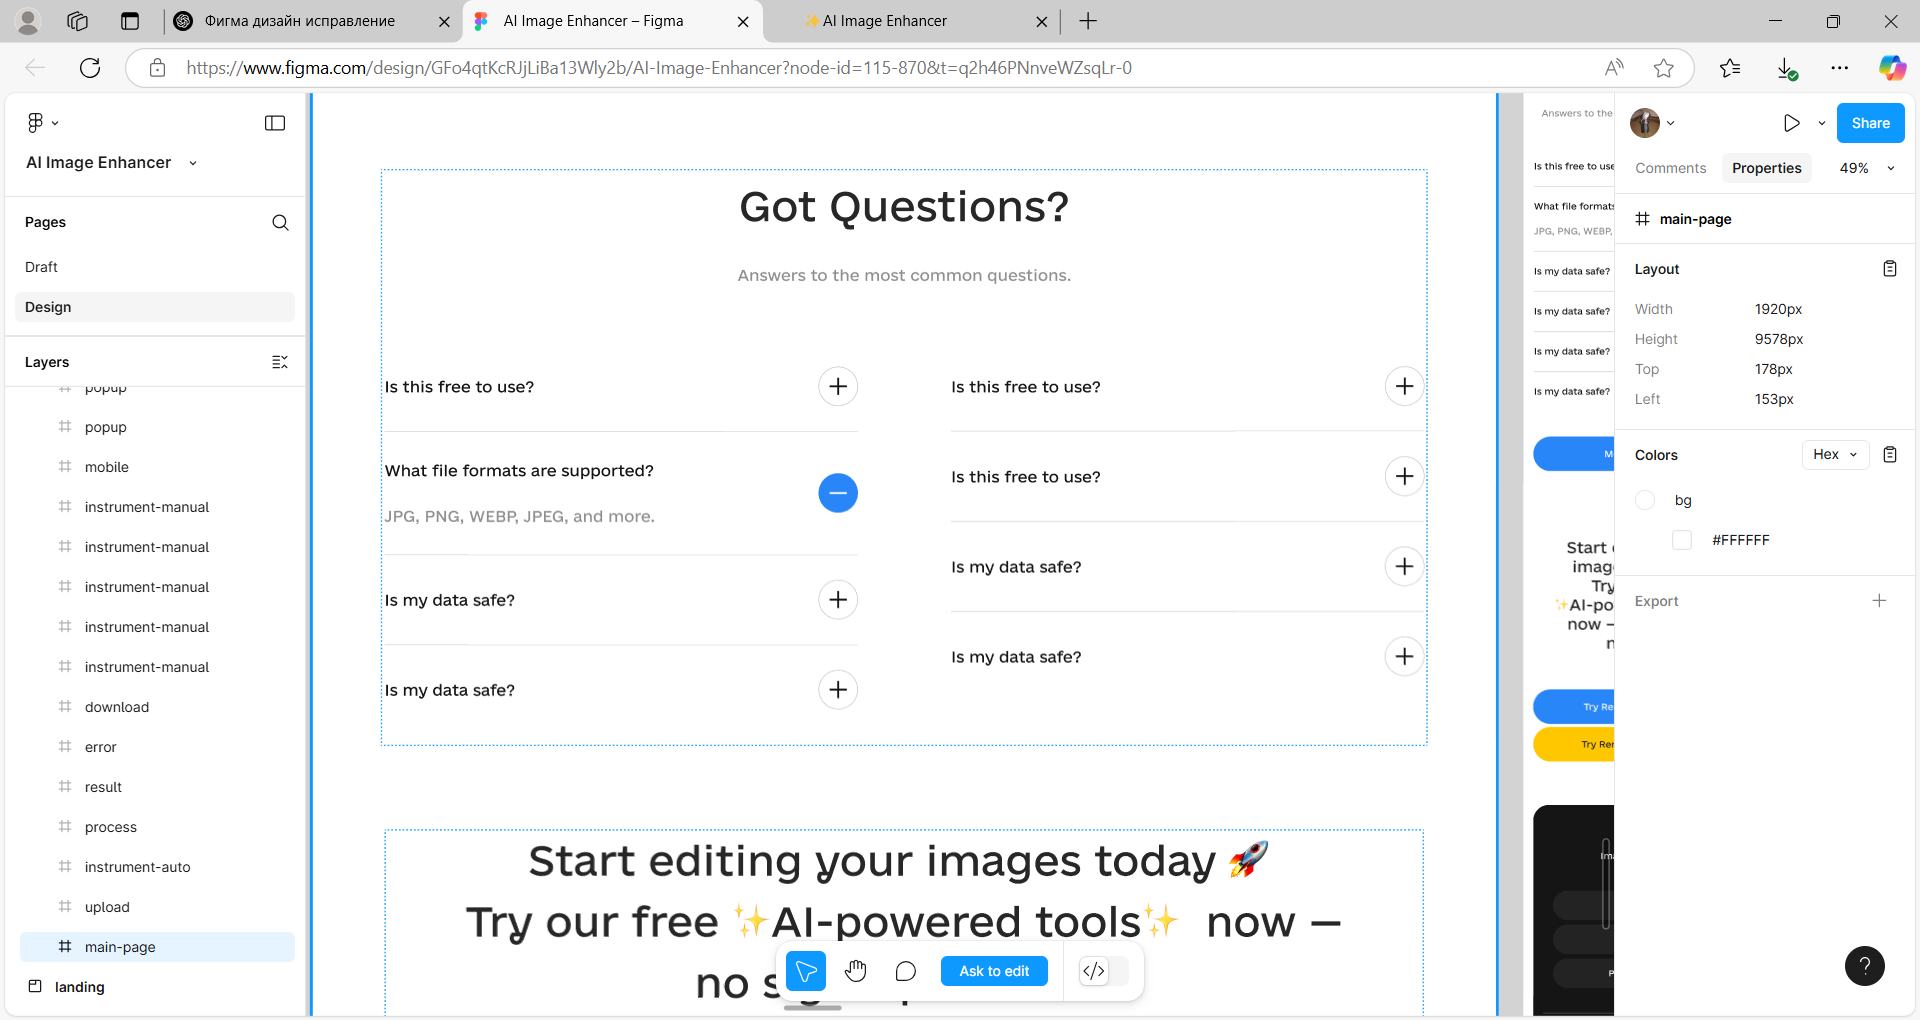 Фигма дизайн исправление
AI Image Enhancer – Figma
✨AI Image Enhancer
https://www.figma.com/design/GFo4qtKcRJjLiBa13Wly2b/AI-Image-Enhancer?node-id=115-870&t=q2h46PNnveWZsqLr-0
AI Image Enhancer
Pages
Draft
Design
Layers
popup
popup
mobile
instrument-manual
instrument-manual
instrument-manual
instrument-manual
instrument-manual
download
error
result
process
instrument-auto
upload
main-page
landing
Got Questions?
Answers to the most common questions.
Is this free to use?
What file formats are supported?
JPG, PNG, WEBP, JPEG, and more.
Is my data safe?
Is my data safe?
Is this free to use?
Is this free to use?
Is my data safe?
Is my data safe?
Start editing your images today 🚀
Try our free ✨AI-powered tools✨ now —
no
Ask to edit
Answers to the
Is this free to use
What file formats
JPG, PNG, WEBP,
Is my data safe?
Is my data safe?
Is my data safe?
Is my data safe?
M
Start
imag
Try
✨AI-po
now —
n
Try Re
Try Rer
Im
P
Share
Comments
Properties
49%
main-page
Layout
Width 1920px
Height 9578px
Top 178px
Left 153px
Colors
Hex
bg
#FFFFFF
Export
?